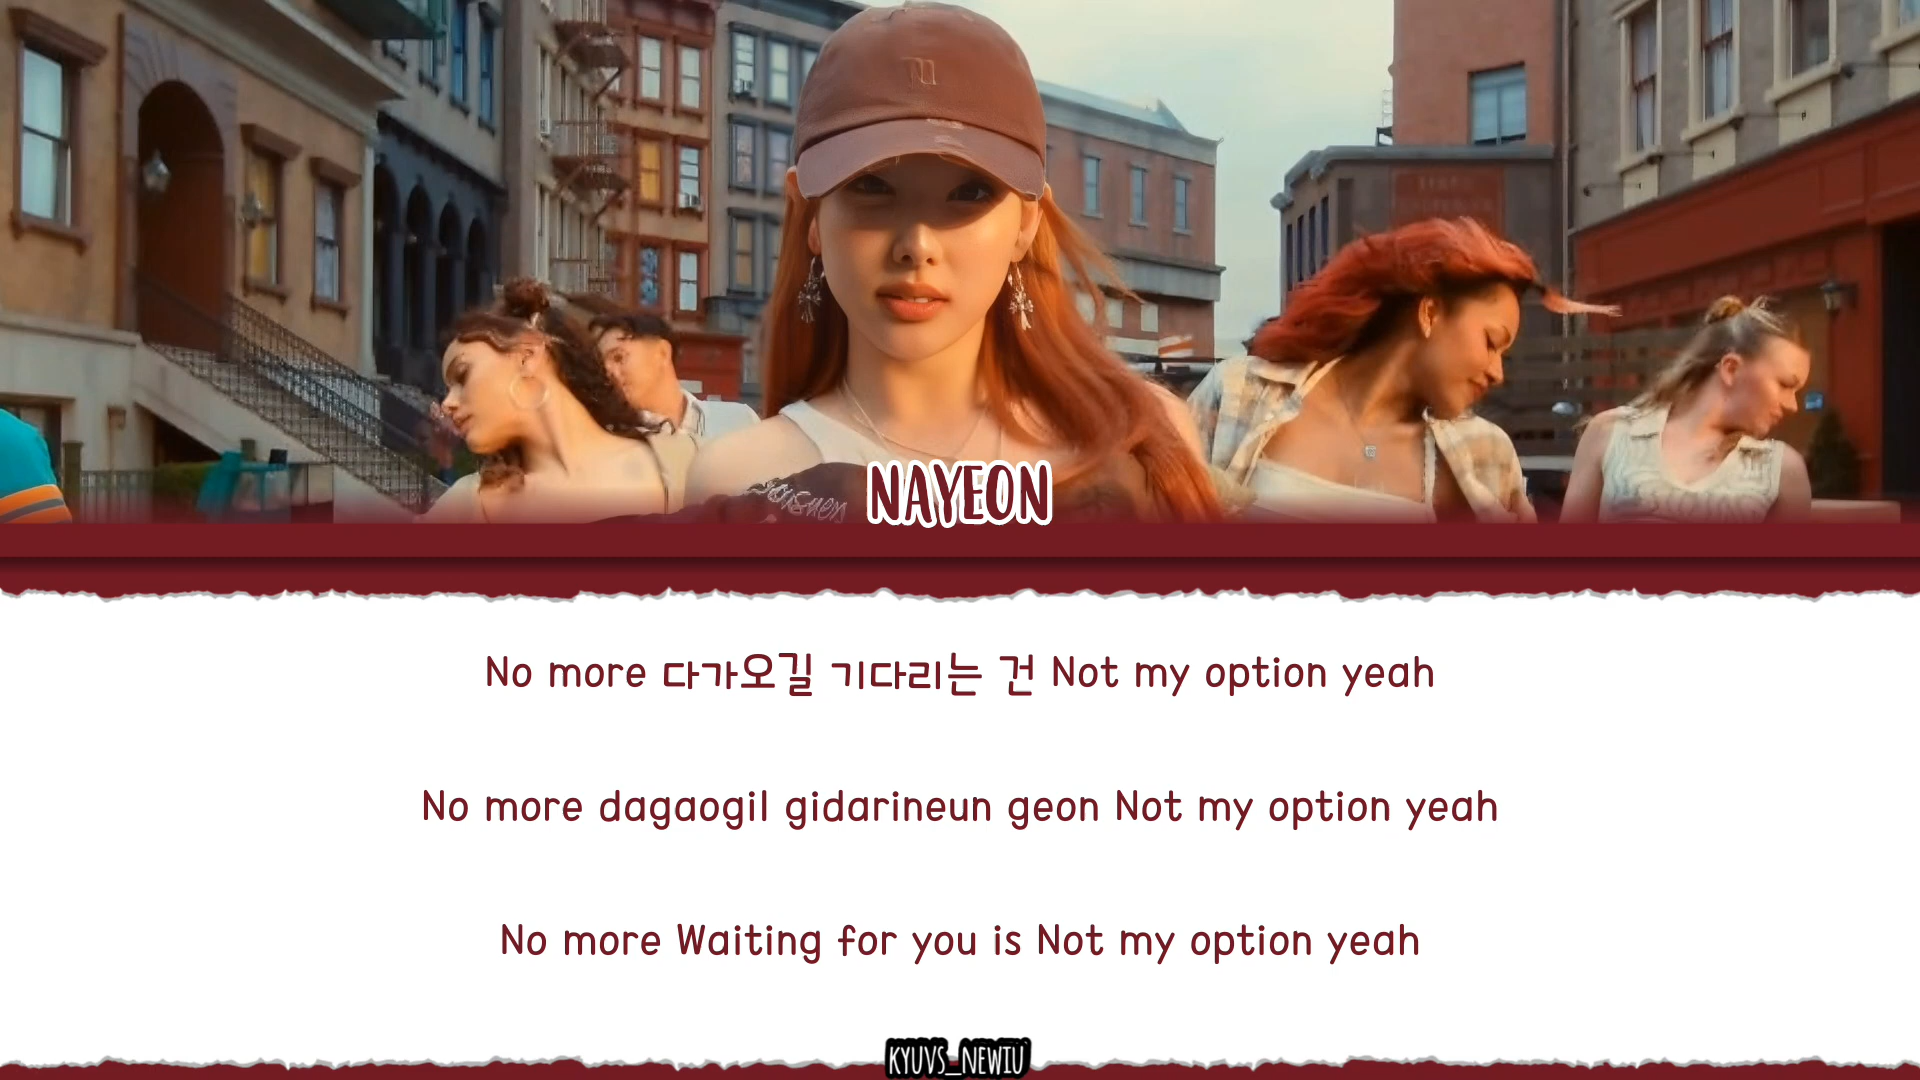 NAYEON
No more 다가오길 기다리는 건 Not my option yeah
No more dagaogil gidarineun geon Not my option yeah
No more Waiting for you is Not my option yeah
KYUVS_NEWIU